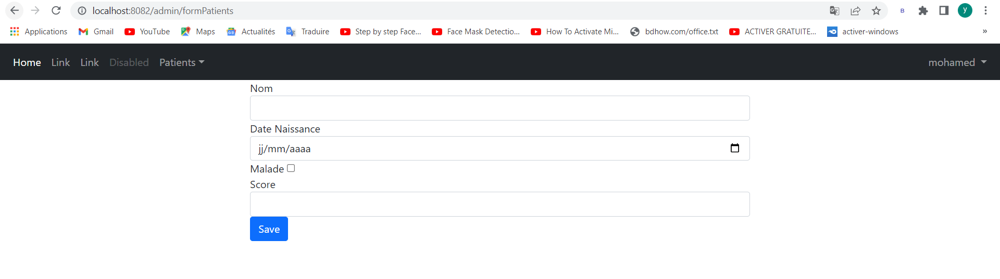 localhost:8082/admin/formPatients
B
y
Applications Gmail YouTube Maps Actualités Traduire Step by step Face... Face Mask Detectio... How To Activate Mi... bdhow.com/office.txt ACTIVER GRATUITE... activer-windows »
Home Link Link Disabled Patients mohamed
Nom
Date Naissance
jj/mm/aaaa
Malade
Score
Save